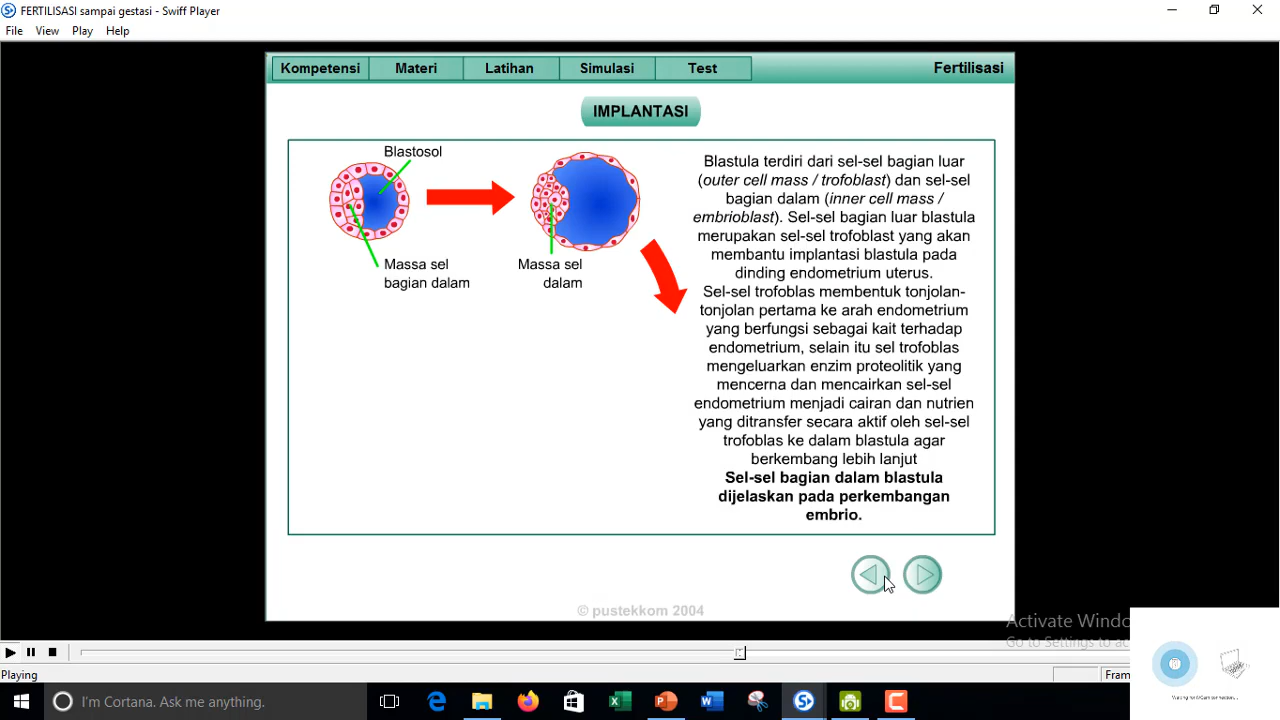 FERTILISASI sampai gestasi - Swiff Player
File View Play Help
Kompetensi Materi Latihan Simulasi Test Fertilisasi
IMPLANTASI
Blastosol
Massa sel
bagian dalam
Massa sel
dalam
Blastula terdiri dari sel-sel bagian luar
(outer cell mass / trofoblast) dan sel-sel
bagian dalam (inner cell mass /
embrioblast). Sel-sel bagian luar blastula
merupakan sel-sel trofoblast yang akan
membantu implantasi blastula pada
dinding endometrium uterus.
Sel-sel trofoblas membentuk tonjolan-
tonjolan pertama ke arah endometrium
yang berfungsi sebagai kait terhadap
endometrium, selain itu sel trofoblas
mengeluarkan enzim proteolitik yang
mencerna dan mencairkan sel-sel
endometrium menjadi cairan dan nutrien
yang ditransfer secara aktif oleh sel-sel
trofoblas ke dalam blastula agar
berkembang lebih lanjut
Sel-sel bagian dalam blastula
dijelaskan pada perkembangan
embrio.
© pustekkom 2004
Activate Windo
Go to Settings to ac
Playing
Fram
I'm Cortana. Ask me anything.